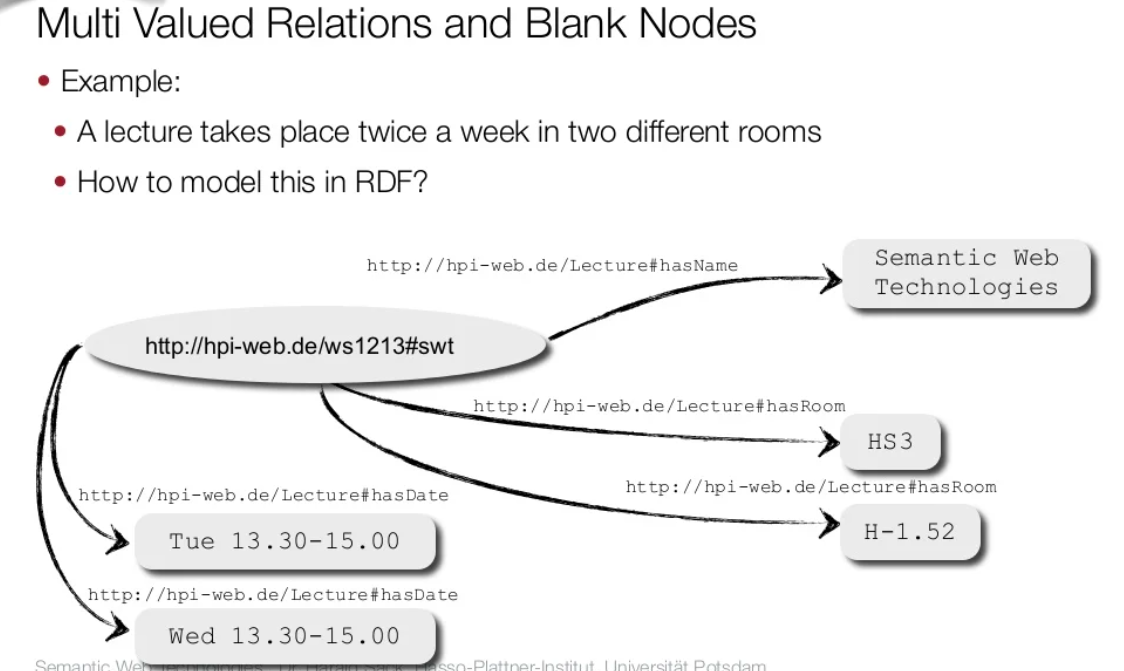 Multi Valued Relations and Blank Nodes
• Example:
• A lecture takes place twice a week in two different rooms
• How to model this in RDF?
http://hpi-web.de/Lecture#hasName
Semantic Web
Technologies
http://hpi-web.de/ws1213#swt
http://hpi-web.de/Lecture#hasRoom
HS3
http://hpi-web.de/Lecture#hasRoom
H-1.52
http://hpi-web.de/Lecture#hasDate
Tue 13.30-15.00
http://hpi-web.de/Lecture#hasDate
Wed 13.30-15.00
Semantic Web Technologies, Dr. Harald Sack, Hasso-Plattner-Institut, Universität Potsdam